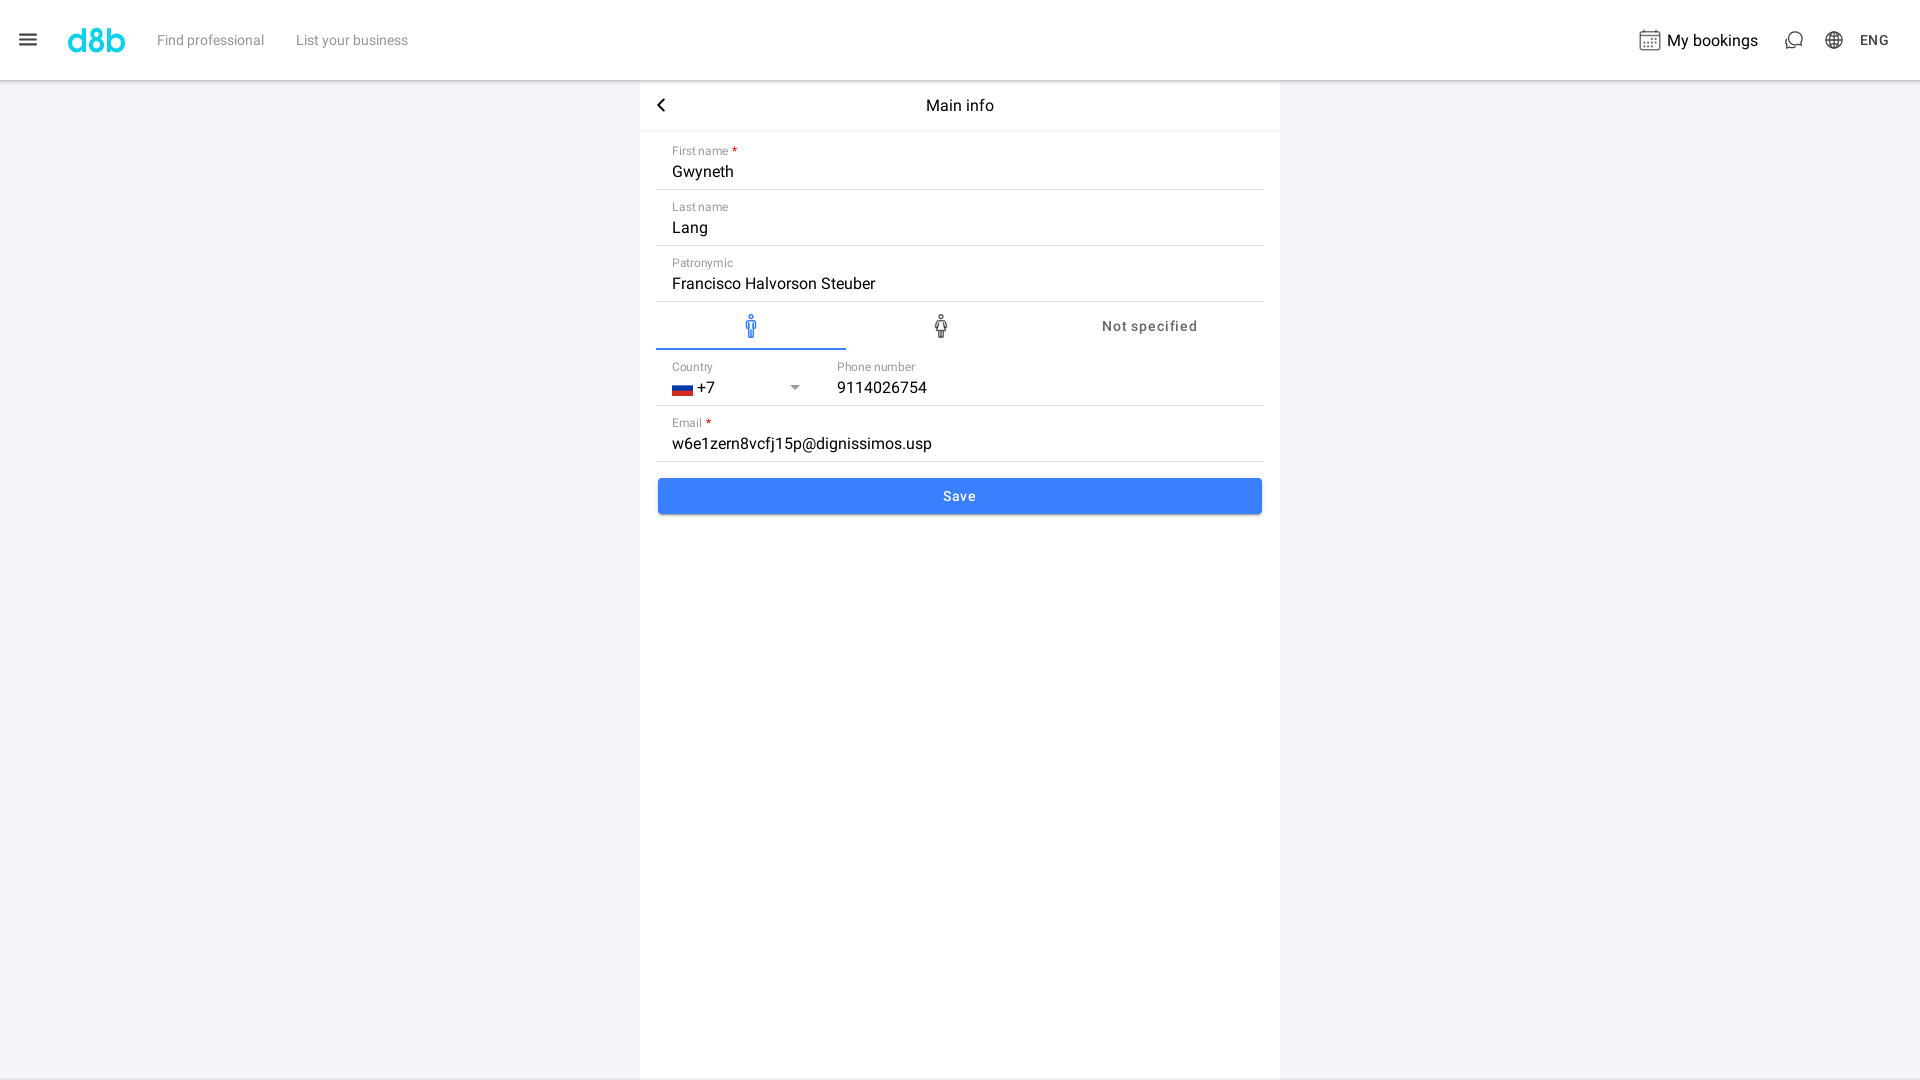 d8b
Find professional
List your business
My bookings
ENG
Main info
First name *
Gwyneth
Last name
Lang
Patronymic
Francisco Halvorson Steuber
Not specified
Country
+7
Phone number
9114026754
Email *
w6e1zern8vcfj15p@dignissimos.usp
Save